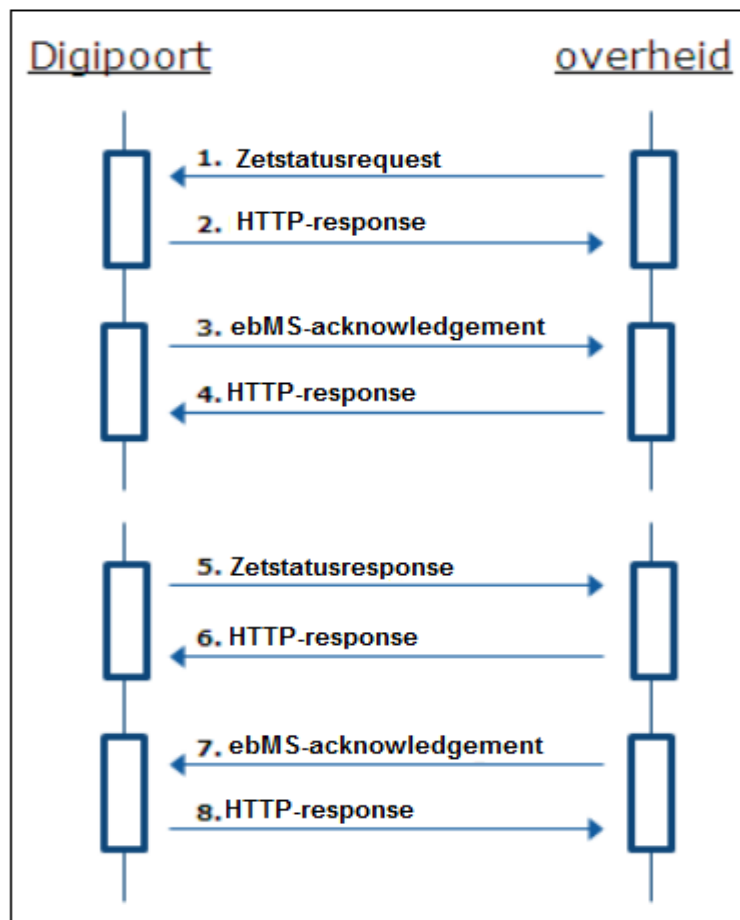 Digipoort overheid
1. Zetstatusrequest
2. HTTP-response
3. ebMS-acknowledgement
4. HTTP-response
5. Zetstatusresponse
6. HTTP-response
7. ebMS-acknowledgement
8. HTTP-response